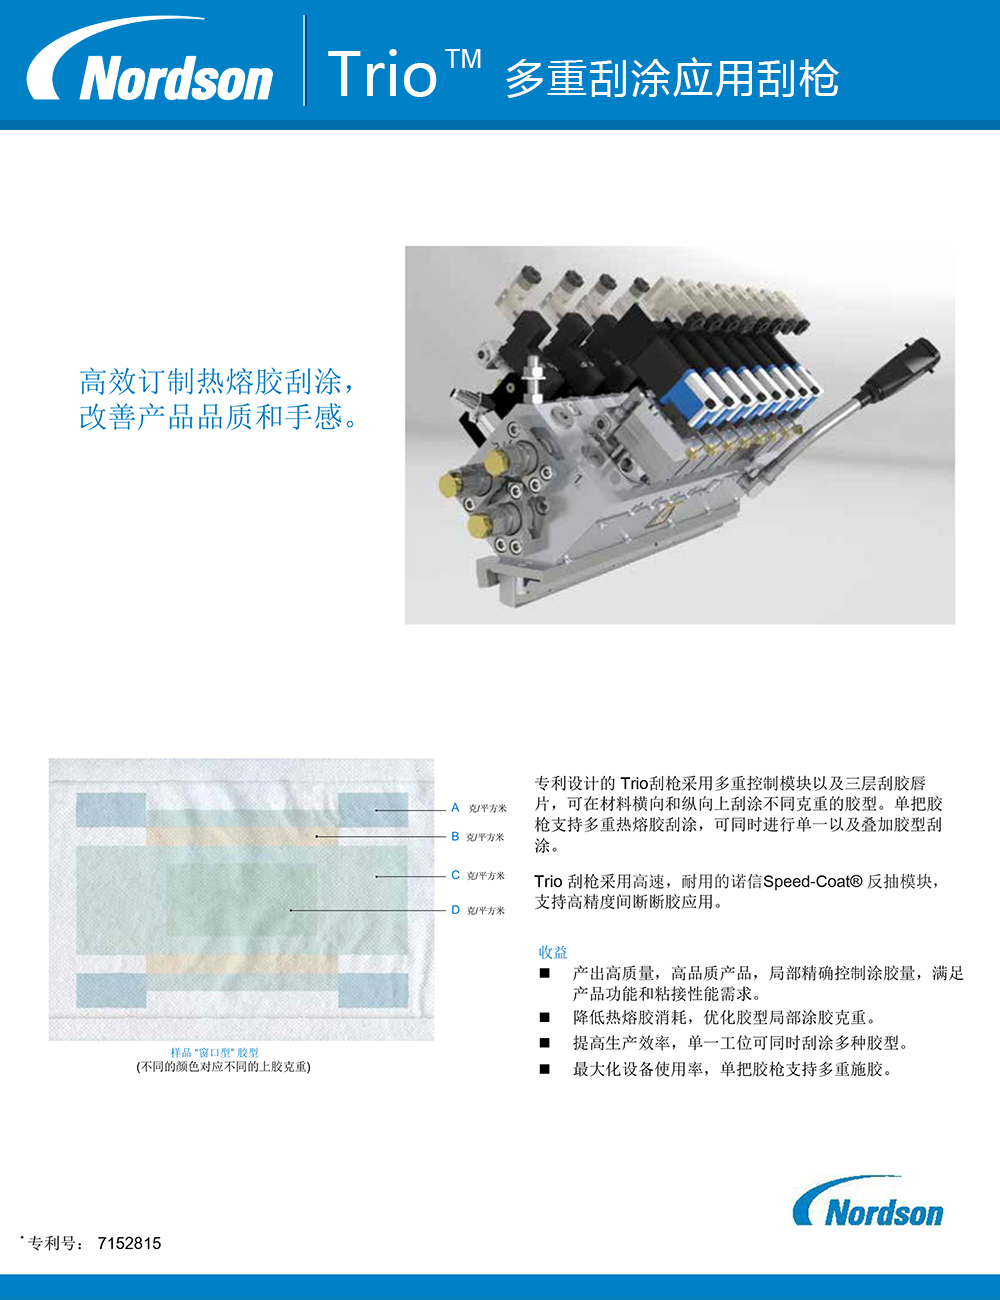 Nordson
Trio™ 多重刮涂应用刮枪
高效订制热熔胶刮涂，
改善产品品质和手感。
A 克/平方米
B 克/平方米
C 克/平方米
D 克/平方米
样品 “窗口型” 胶型
(不同的颜色对应不同的上胶克重)
专利设计的 Trio刮枪采用多重控制模块以及三层刮胶唇
片，可在材料横向和纵向上刮涂不同克重的胶型。单把胶
枪支持多重热熔胶刮涂，可同时进行单一以及叠加胶型刮
涂。
Trio 刮枪采用高速，耐用的诺信Speed-Coat® 反抽模块，
支持高精度间断断胶应用。
收益
■ 产出高质量，高品质产品，局部精确控制涂胶量，满足
产品功能和粘接性能需求。
■ 降低热熔胶消耗，优化胶型局部涂胶克重。
■ 提高生产效率，单一工位可同时刮涂多种胶型。
■ 最大化设备使用率，单把胶枪支持多重施胶。
Nordson
* 专利号： 7152815